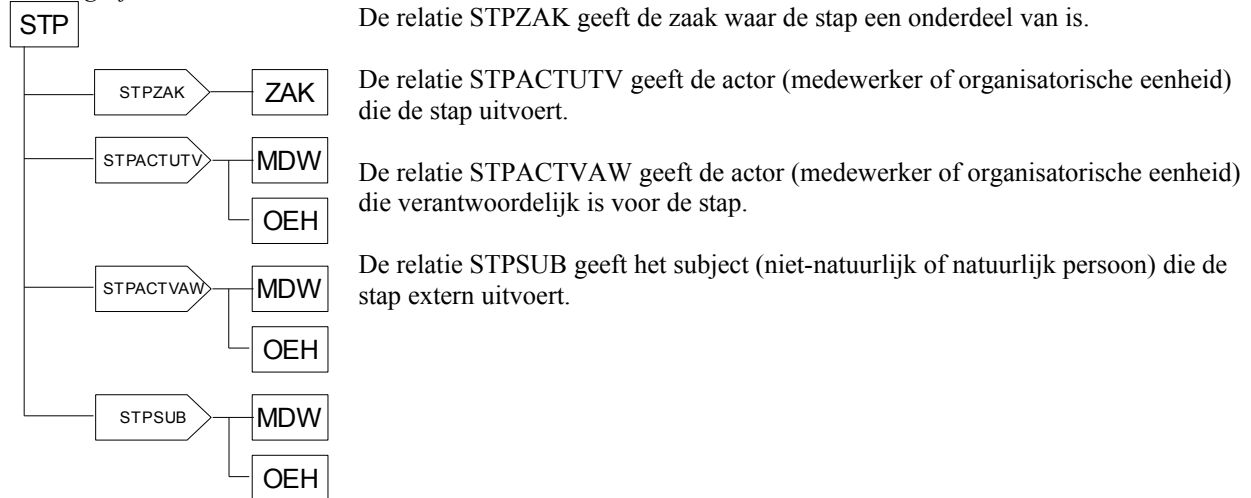 STP
De relatie STPZAK geeft de zaak waar de stap een onderdeel van is.
STPZAK
ZAK
De relatie STPACTUTV geeft de actor (medewerker of organisatorische eenheid)
die de stap uitvoert.
STPACTUTV
MDW
OEH
De relatie STPACTVAW geeft de actor (medewerker of organisatorische eenheid)
die verantwoordelijk is voor de stap.
STPACTVAW
MDW
OEH
De relatie STPSUB geeft het subject (niet-natuurlijk of natuurlijk persoon) die de
stap extern uitvoert.
STPSUB
MDW
OEH